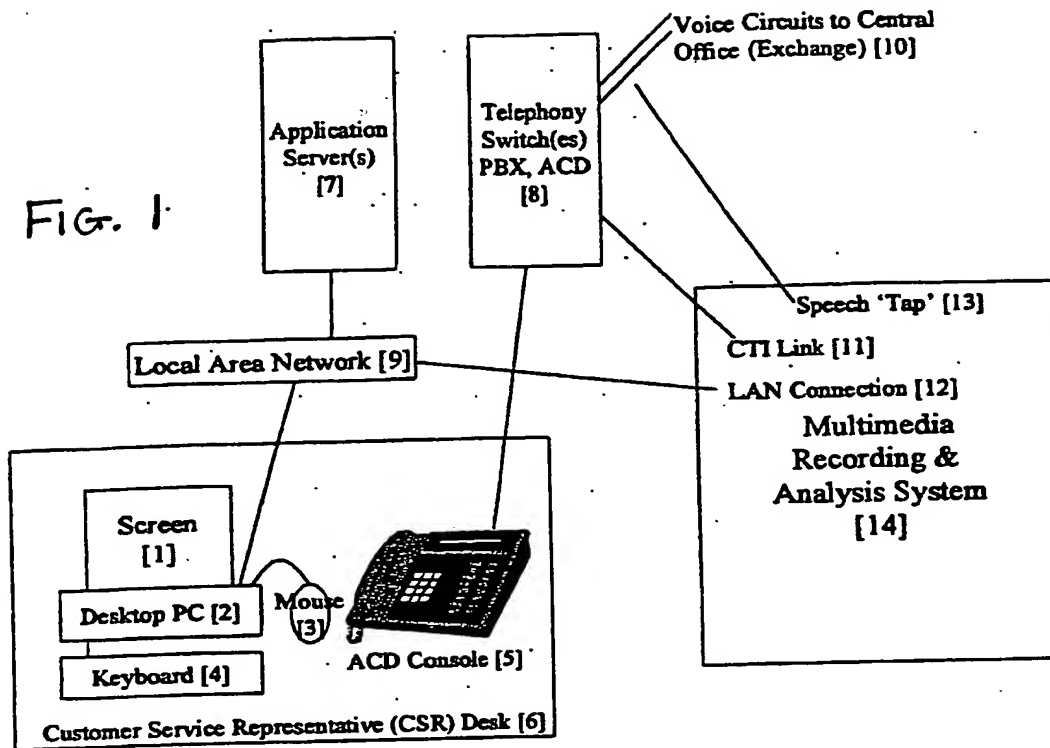 Voice Circuits to Central
Office (Exchange) [10]
Application
Server(s)
[7]
Telephony
Switch(es)
PBX, ACD
[8]
FIG. 1
Speech 'Tap' [13]
CTI Link [11]
Local Area Network [9]
LAN Connection [12]
Multimedia
Recording &
Analysis System
[14]
Screen
[1]
Desktop PC [2]
Mouse
[3]
Keyboard [4]
ACD Console [5]
Customer Service Representative (CSR) Desk [6]